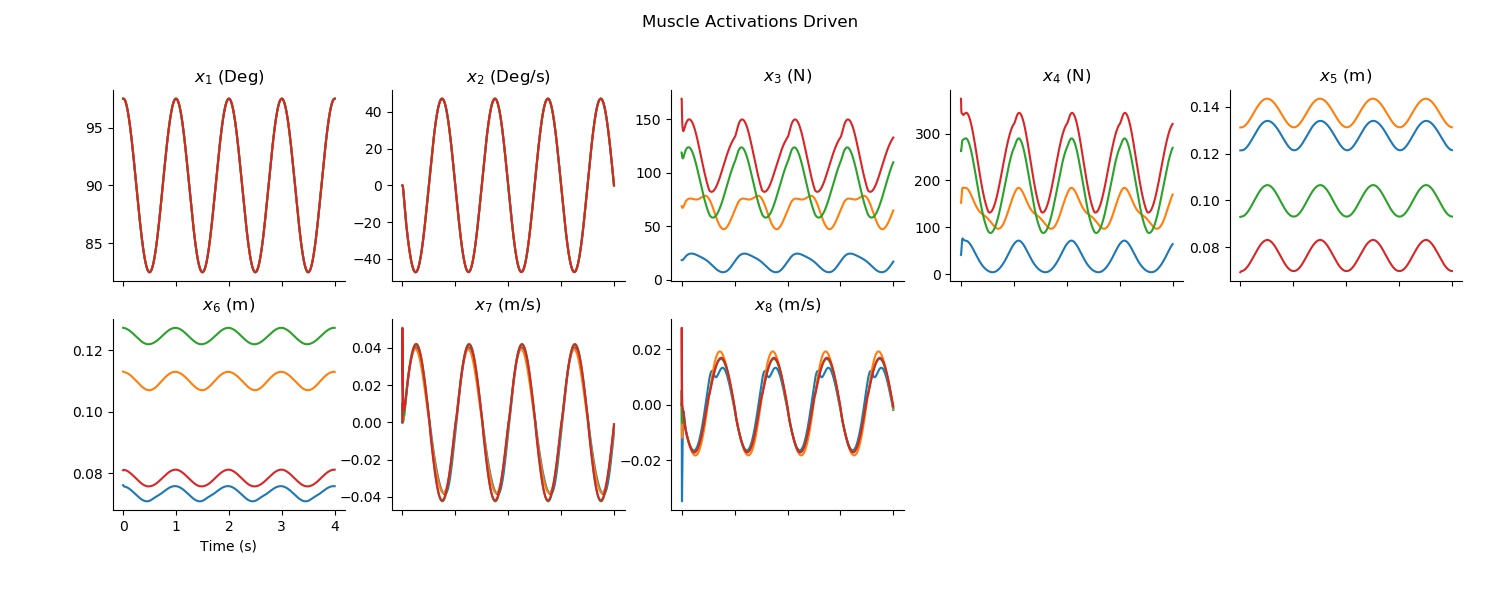 Muscle Activations Driven
x₁ (Deg)
x₂ (Deg/s)
x₃ (N)
x₄ (N)
x₅ (m)
95
90
85
40
20
0
−20
−40
150
100
50
0
300
200
100
0
0.14
0.12
0.10
0.08
x₆ (m)
x₇ (m/s)
x₈ (m/s)
0.12
0.10
0.08
0.04
0.02
0.00
−0.02
−0.04
0.02
0.00
−0.02
0 1 2 3 4
Time (s)